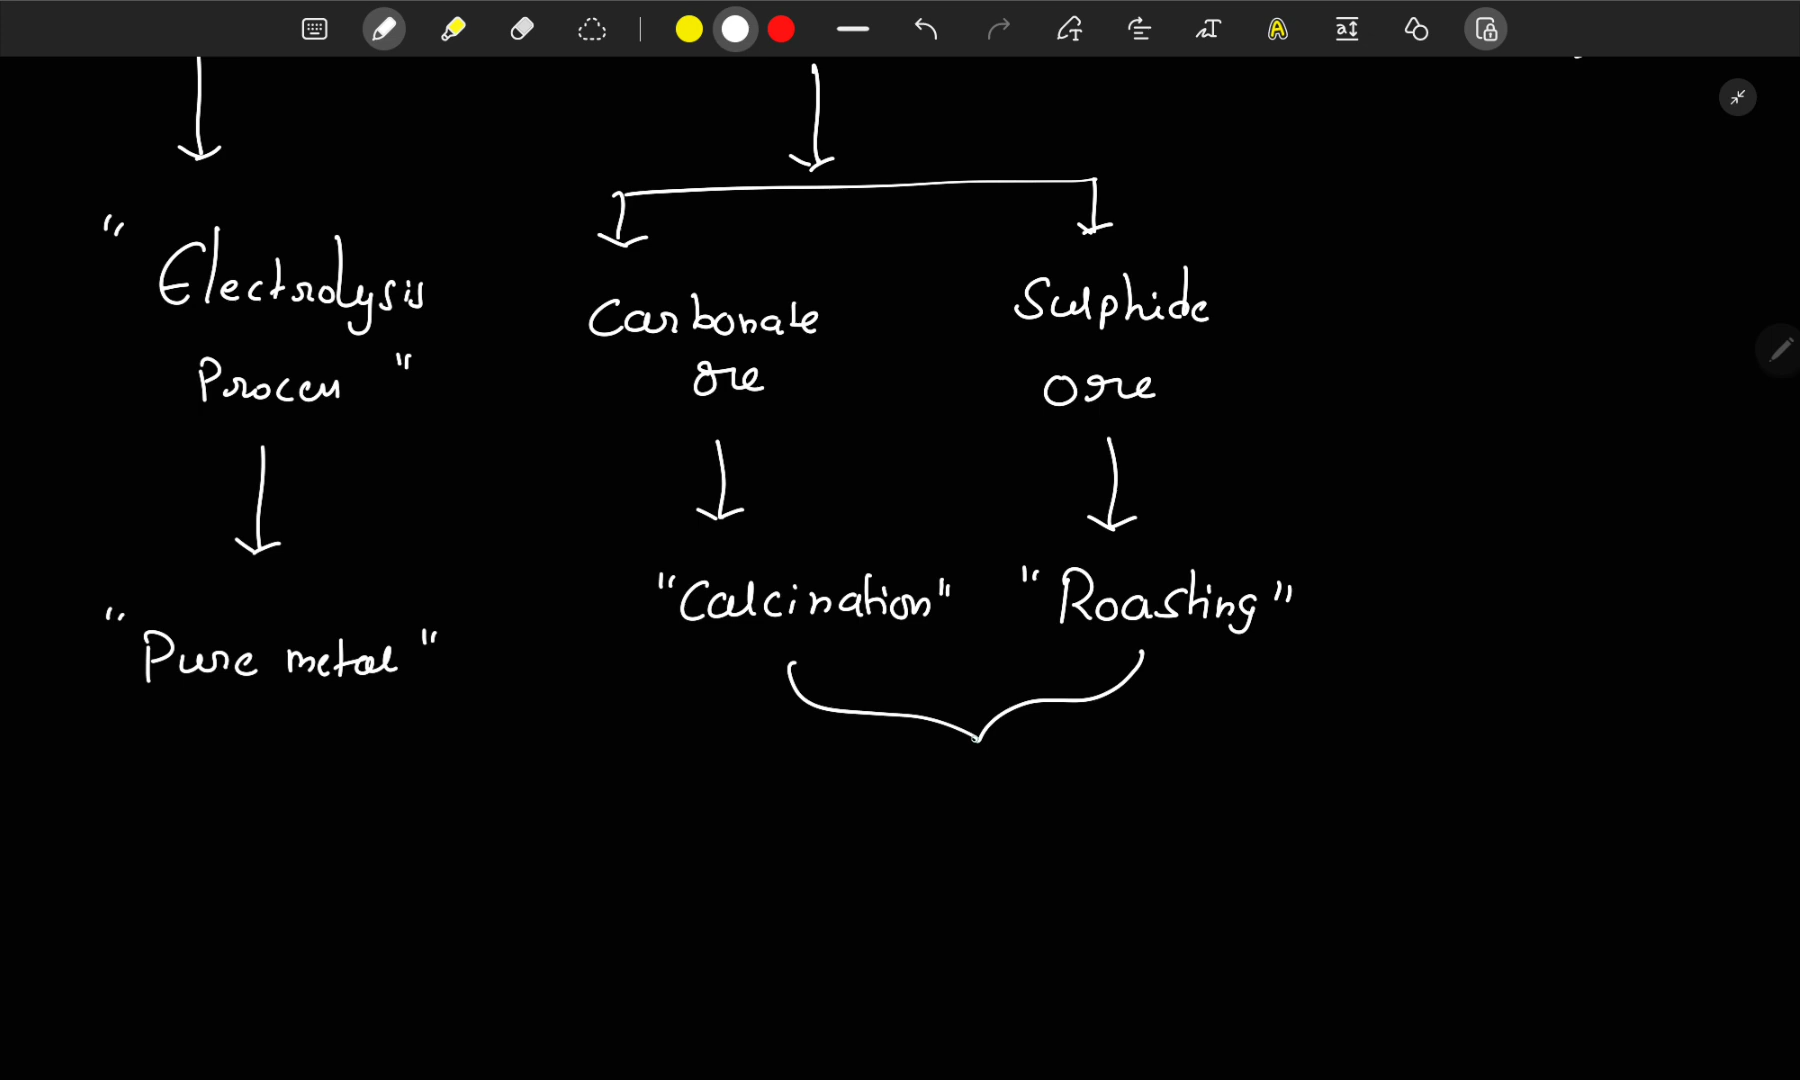 " Electrolysis
Process "
"Pure metal"
Carbonate
ore
"Calcination"
Sulphide
ore
"Roasting"